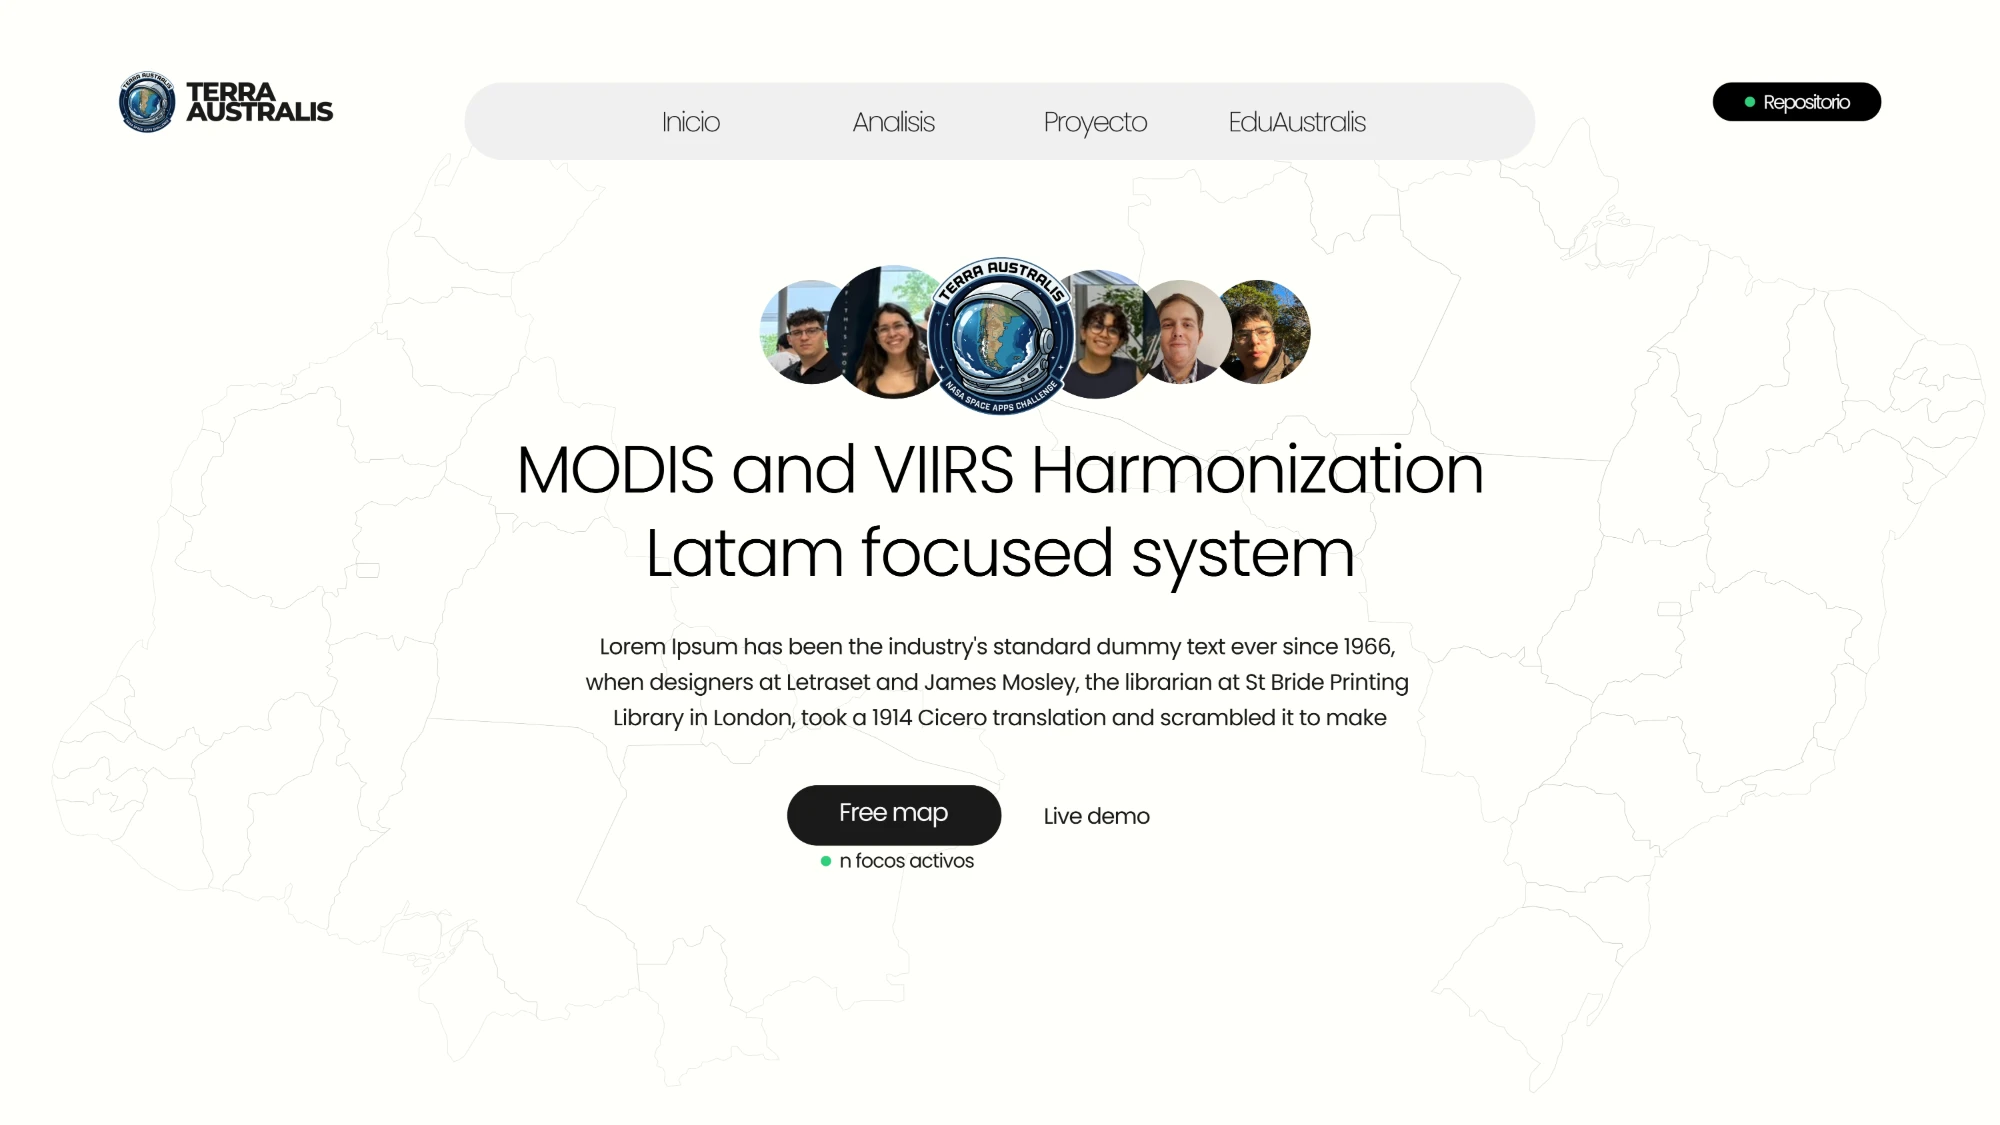 TERRA
AUSTRALIS
Inicio
Analisis
Proyecto
EduAustralis
Repositorio
TERRA AUSTRALIS
NASA SPACE APPS CHALLENGE
MODIS and VIIRS Harmonization
Latam focused system
Lorem Ipsum has been the industry's standard dummy text ever since 1966,
when designers at Letraset and James Mosley, the librarian at St Bride Printing
Library in London, took a 1914 Cicero translation and scrambled it to make
Free map
Live demo
n focos activos